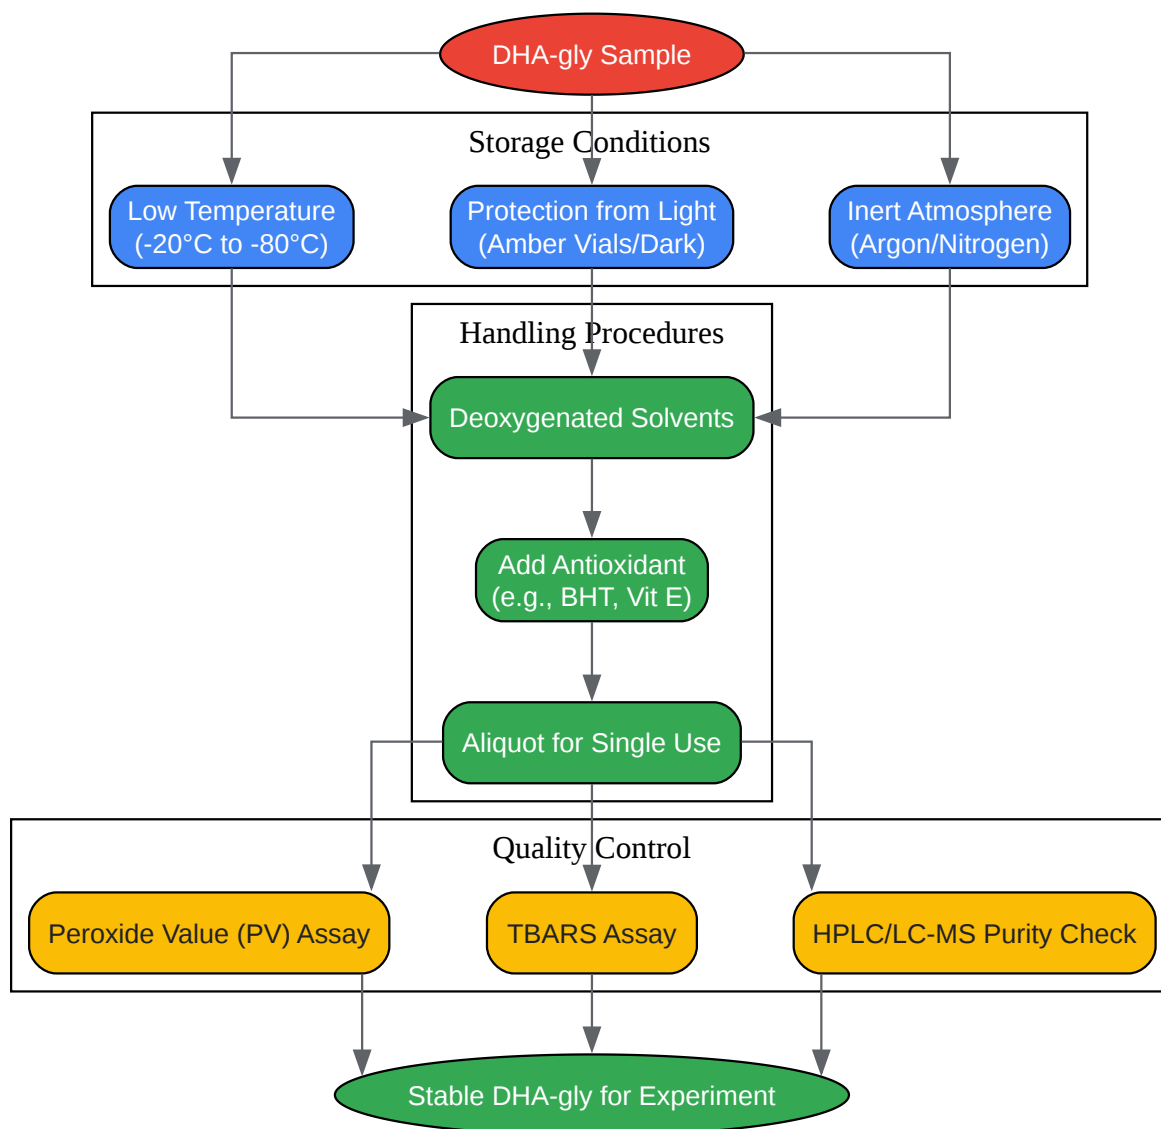 DHA-gly Sample
Storage Conditions
Low Temperature
(-20°C to -80°C)
Protection from Light
(Amber Vials/Dark)
Inert Atmosphere
(Argon/Nitrogen)
Handling Procedures
Deoxygenated Solvents
Add Antioxidant
(e.g., BHT, Vit E)
Aliquot for Single Use
Quality Control
Peroxide Value (PV) Assay
TBARS Assay
HPLC/LC-MS Purity Check
Stable DHA-gly for Experiment